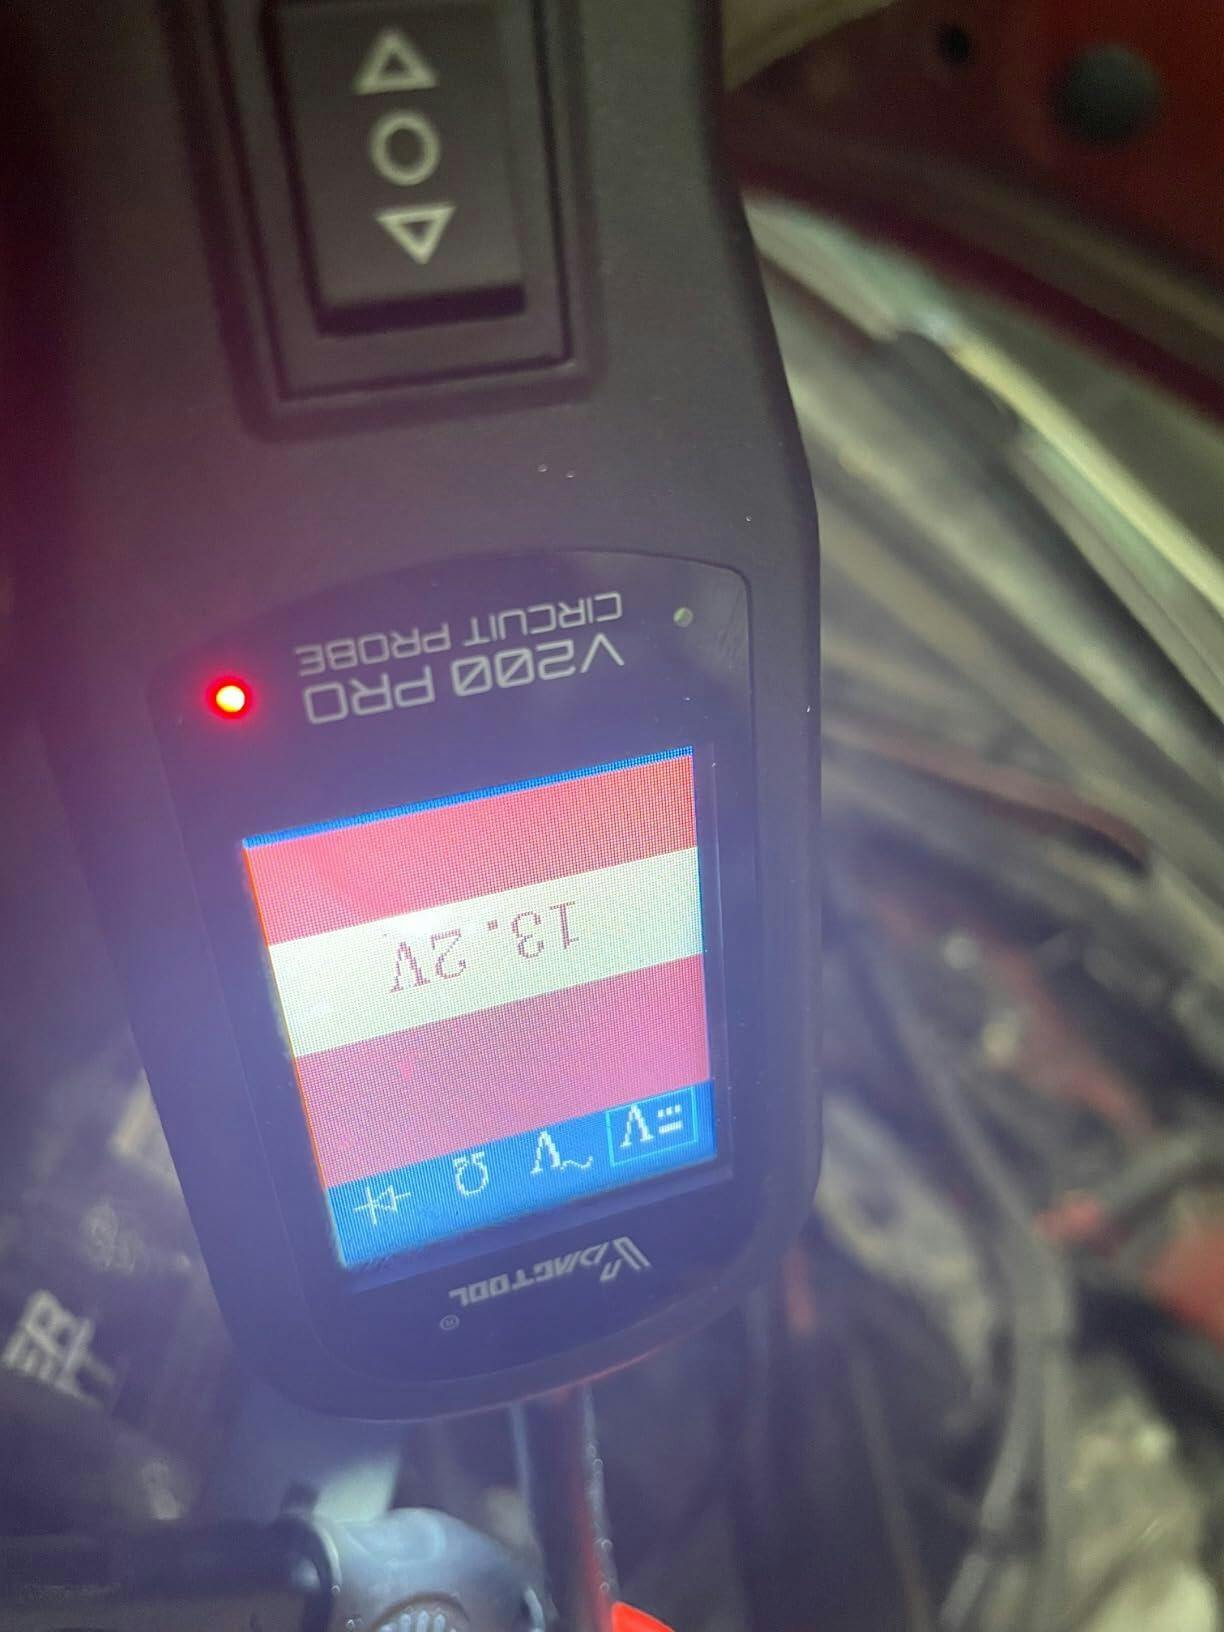 VDIAGTOOL®
V⎓ V~ Ω
13.2V
V200 PRO
CIRCUIT PROBE